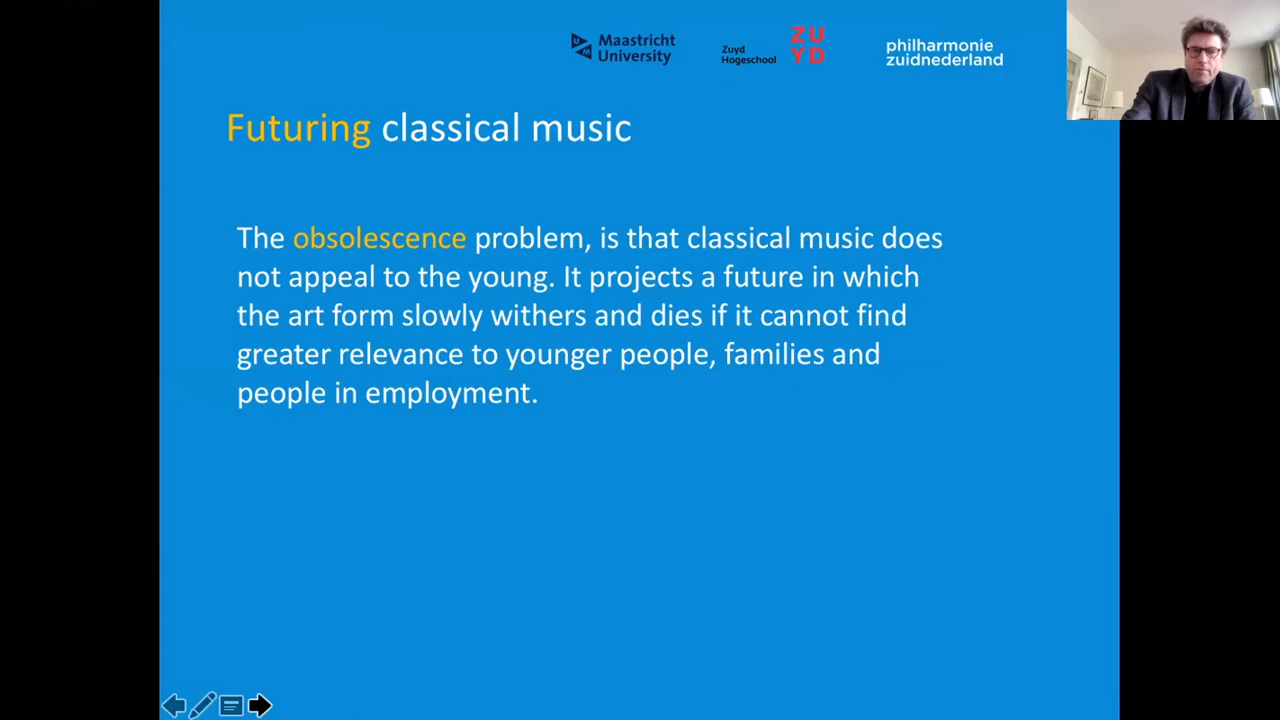 Maastricht
University
Zuyd
Hogeschool
ZU
YD
philharmonie
zuidnederland
Futuring classical music
The obsolescence problem, is that classical music does
not appeal to the young. It projects a future in which
the art form slowly withers and dies if it cannot find
greater relevance to younger people, families and
people in employment.